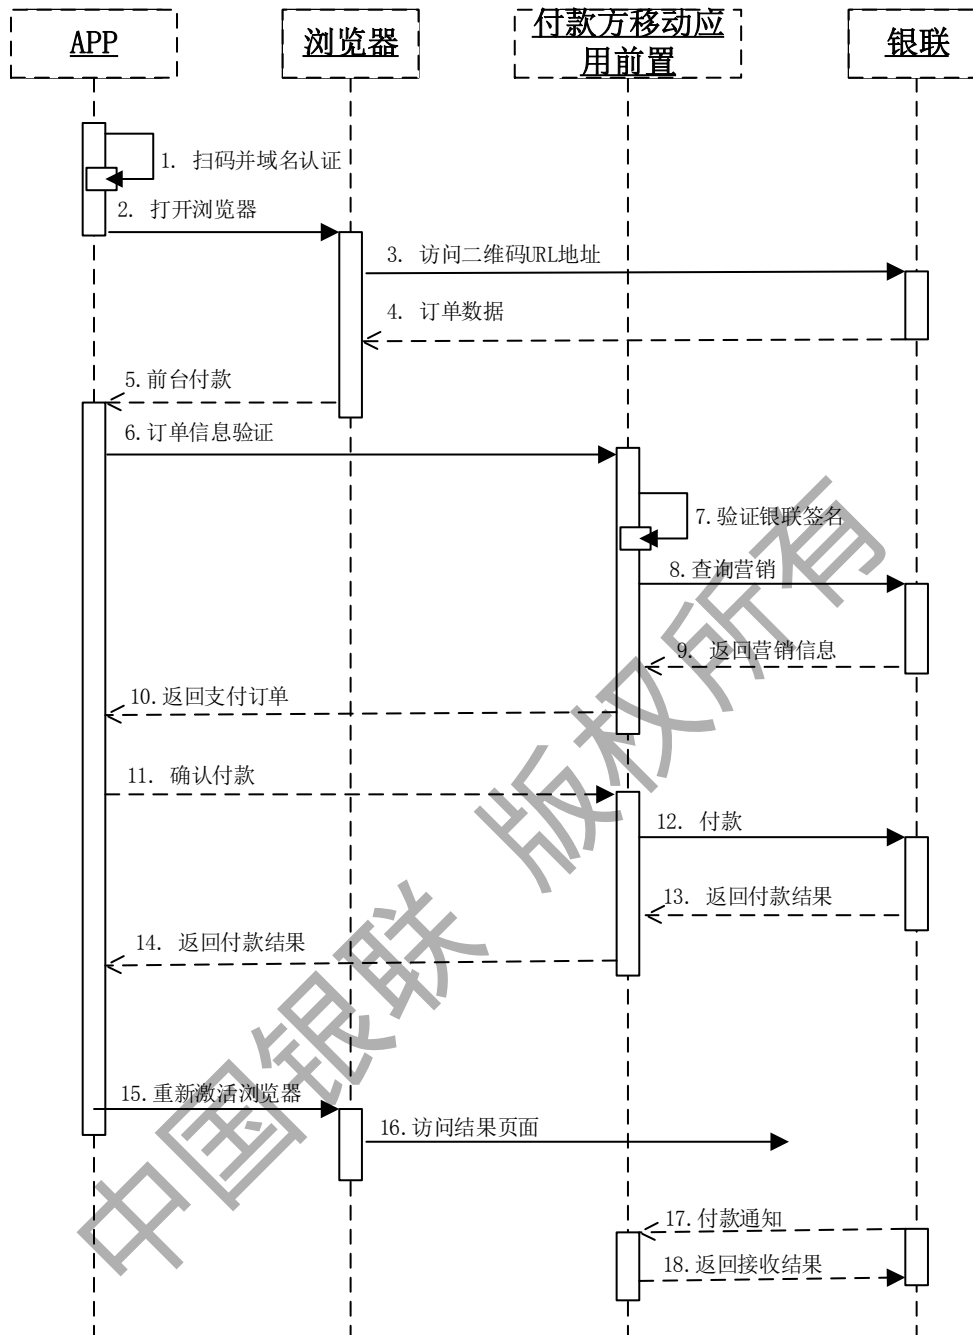 APP
浏览器
付款方移动应
用前置
银联
1. 扫码并域名认证
2. 打开浏览器
3. 访问二维码URL地址
4. 订单数据
5.前台付款
6.订单信息验证
7.验证银联签名
8.查询营销
9. 返回营销信息
10.返回支付订单
11. 确认付款
12. 付款
13. 返回付款结果
14. 返回付款结果
15.重新激活浏览器
16.访问结果页面
17.付款通知
18.返回接收结果
中国银联 版权所有